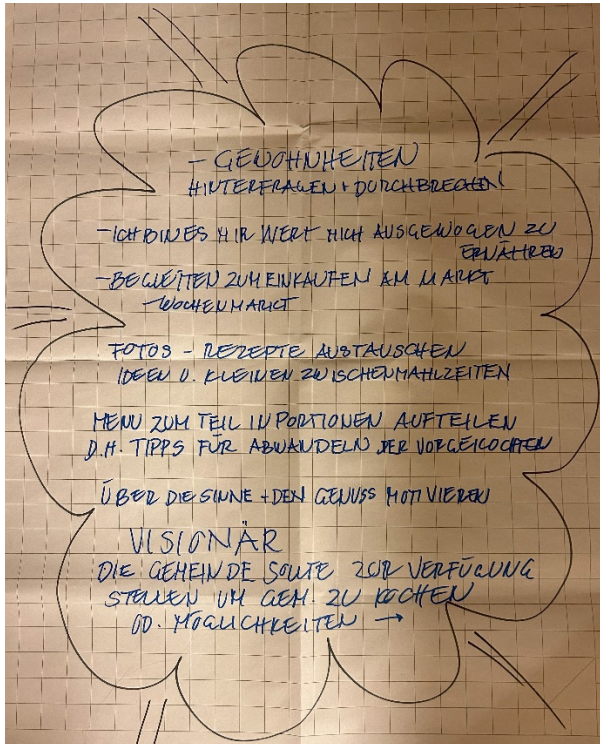 - GEWOHNHEITEN
HINTERFRAGEN + DURCHBRECHEN!
- ICH BIN ES MIR WERT MICH AUSGEWOGEN ZU
ERNÄHREN
- BEGLEITEN ZUM EINKAUFEN AM MARKT
- WOCHENMARKT
FOTOS - REZEPTE AUSTAUSCHEN
IDEEN V. KLEINEN ZWISCHENMAHLZEITEN
MENU ZUM TEIL IN PORTIONEN AUFTEILEN
D.H. TIPPS FÜR ABWANDELN DER VORGEKOCHEN
ÜBER DIE SINNE + DEN GENUSS MOTIVIEREN
VISIONÄR
DIE GEMEINDE SOLLTE ZUR VERFÜGUNG
STELLEN UM GEM. ZU KOCHEN
OD. MÖGLICHKEITEN →